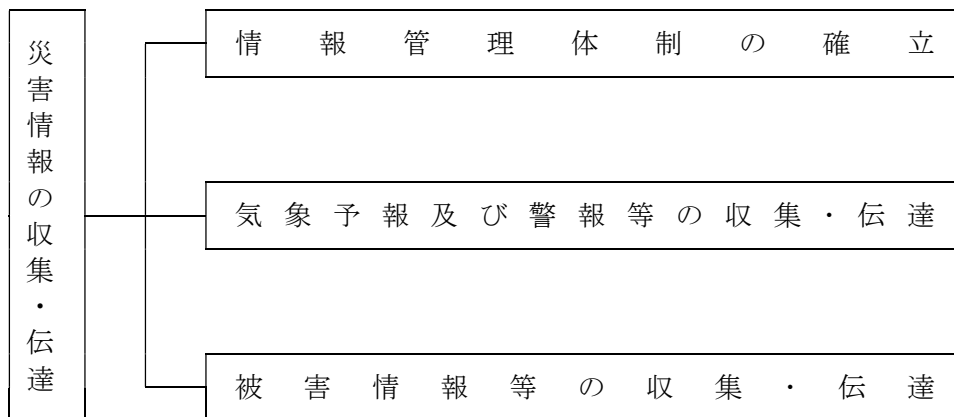 災害情報の収集・伝達
情報管理体制の確立
気象予報及び警報等の収集・伝達
被害情報等の収集・伝達